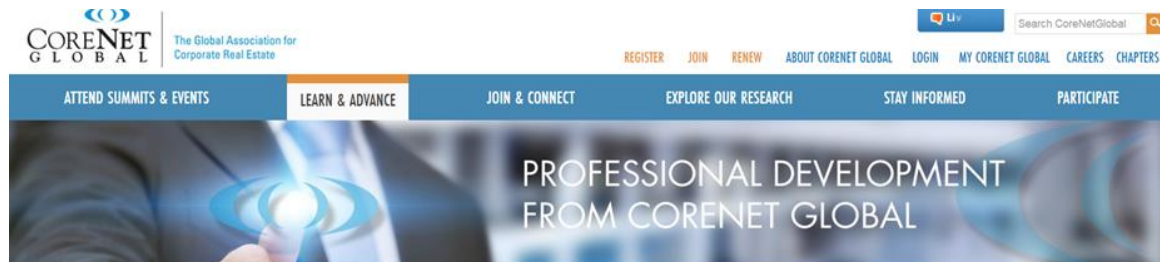 CORENET
GLOBAL
The Global Association for
Corporate Real Estate
Search CoreNetGlobal
REGISTER JOIN RENEW ABOUT CORENET GLOBAL LOGIN MY CORENET GLOBAL CAREERS CHAPTERS
ATTEND SUMMITS & EVENTS LEARN & ADVANCE JOIN & CONNECT EXPLORE OUR RESEARCH STAY INFORMED PARTICIPATE
PROFESSIONAL DEVELOPMENT
FROM CORENET GLOBAL